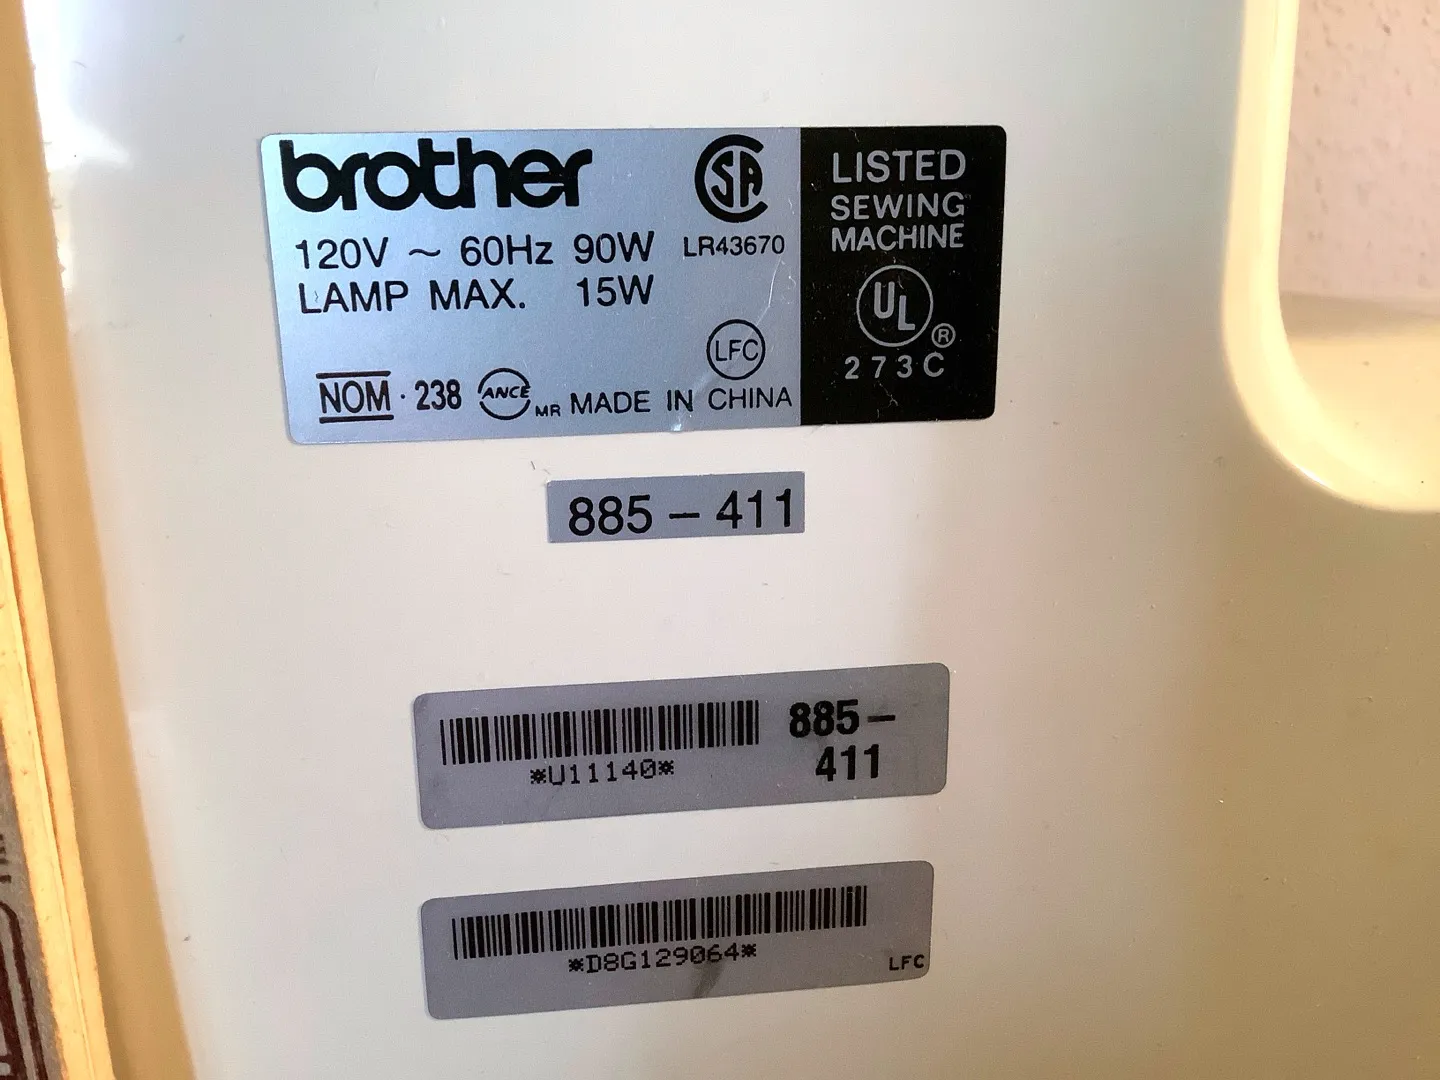 brother
120V ~ 60Hz 90W
LAMP MAX. 15W
SA
LR43670
LFC
NOM · 238 ANCE MR MADE IN CHINA
LISTED
SEWING
MACHINE
UL ®
273C
885 – 411
*U11140*
885 –
411
*D8G129064*
LFC